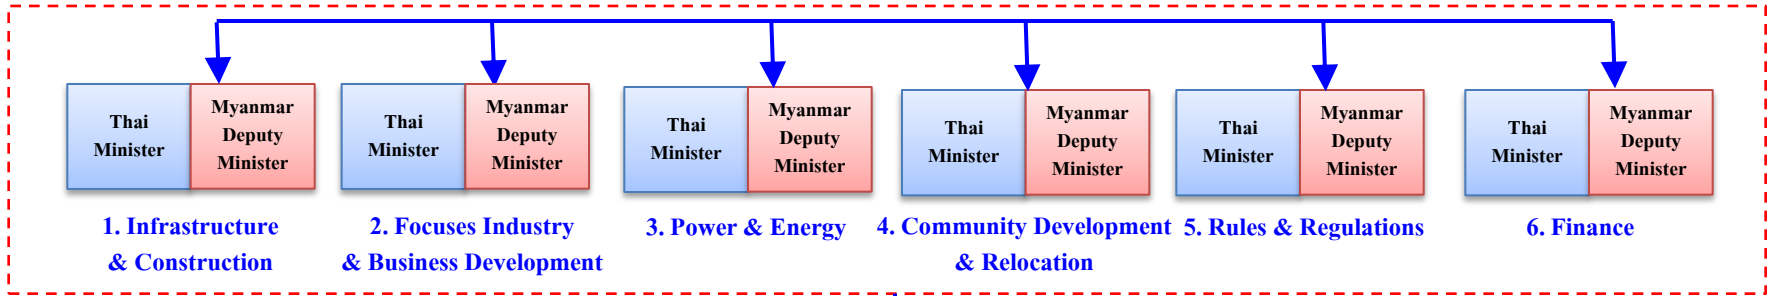 Thai
Minister
Myanmar
Deputy
Minister
Thai
Minister
Myanmar
Deputy
Minister
Thai
Minister
Myanmar
Deputy
Minister
Thai
Minister
Myanmar
Deputy
Minister
Thai
Minister
Myanmar
Deputy
Minister
Thai
Minister
Myanmar
Deputy
Minister
1. Infrastructure
& Construction
2. Focuses Industry
& Business Development
3. Power & Energy
4. Community Development
& Relocation
5. Rules & Regulations
6. Finance